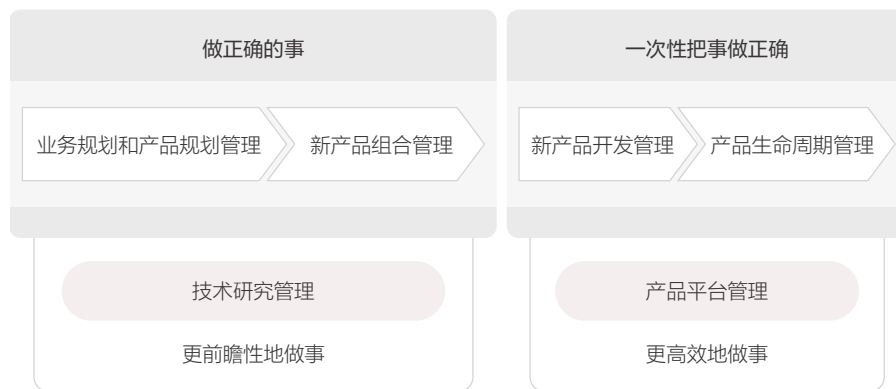 做正确的事
一次性把事做正确
业务规划和产品规划管理
新产品组合管理
新产品开发管理
产品生命周期管理
技术研究管理
产品平台管理
更前瞻性地做事
更高效地做事